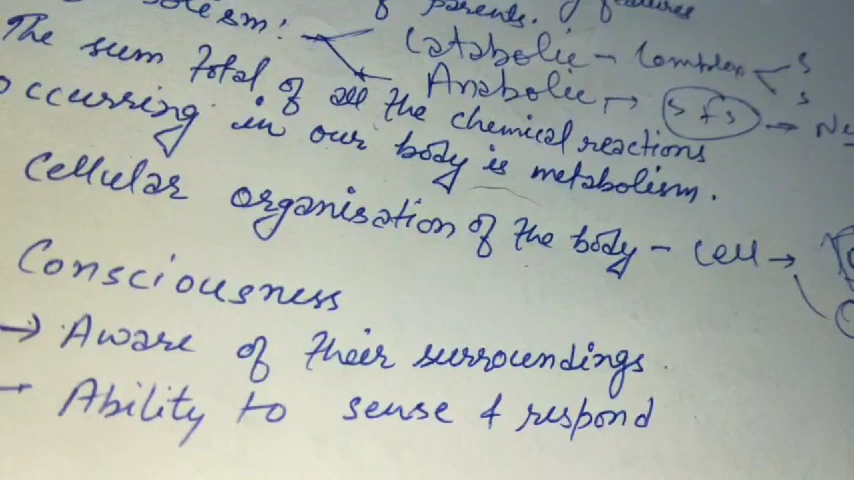 of parents. features
olism: Catabolic - Complex < s s
Anabolic → s + s →
The sum total of all the chemical reactions
occurring in our body is metabolism.
Cellular organisation of the body - Cell →
Consciousness
→ Aware of their surroundings.
- Ability to sense & respond